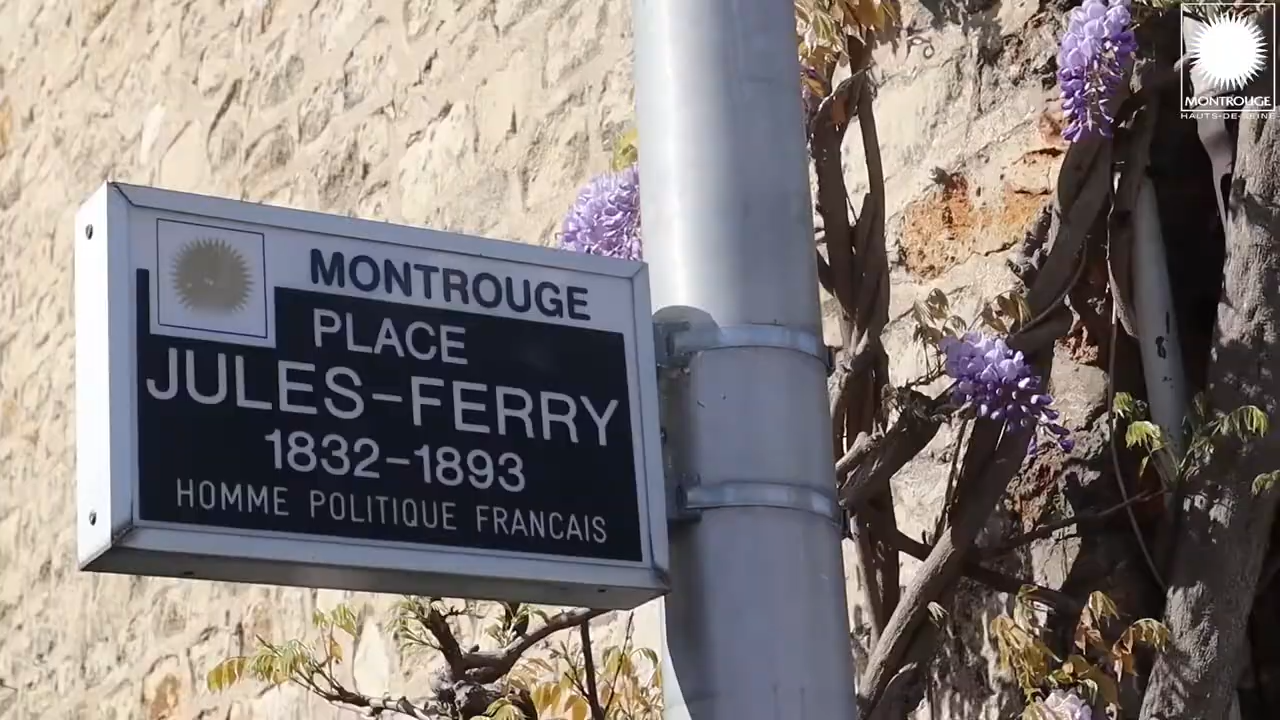 MONTROUGE
HAUTS-DE-SEINE
MONTROUGE
PLACE
JULES-FERRY
1832-1893
HOMME POLITIQUE FRANCAIS